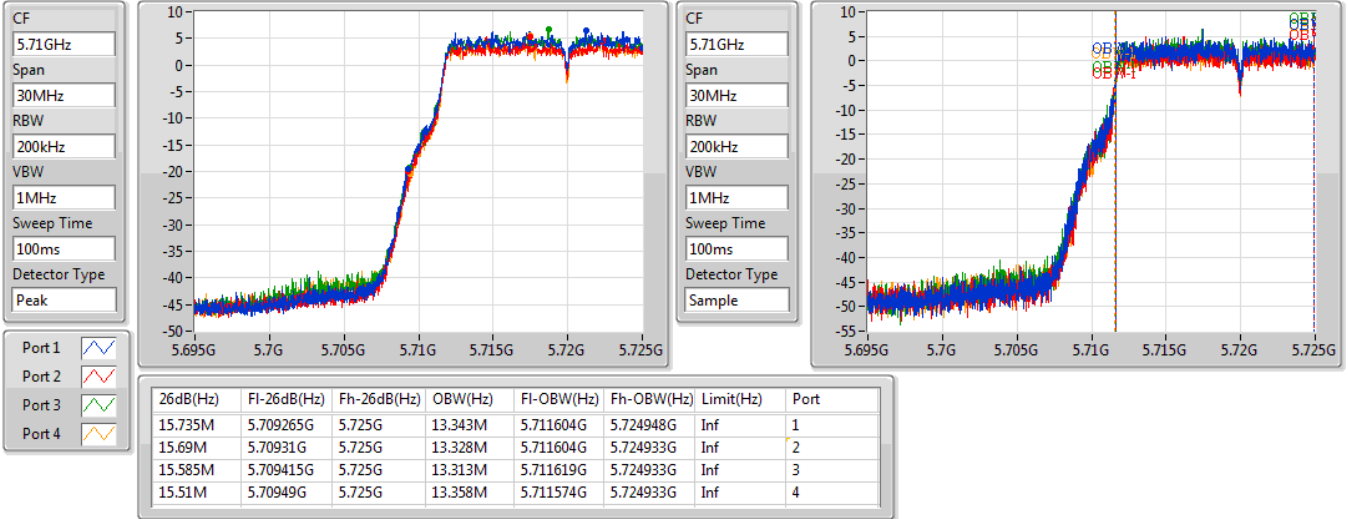 CF
5.71GHz
Span
30MHz
RBW
200kHz
VBW
1MHz
Sweep Time
100ms
Detector Type
Peak
10
5
0
-5
-10
-15
-20
-25
-30
-35
-40
-45
-50
5.695G 5.7G 5.705G 5.71G 5.715G 5.72G 5.725G
CF
5.71GHz
Span
30MHz
RBW
200kHz
VBW
1MHz
Sweep Time
100ms
Detector Type
Sample
10
5
0
-5
-10
-15
-20
-25
-30
-35
-40
-45
-50
-55
5.695G 5.7G 5.705G 5.71G 5.715G 5.72G 5.725G
Port 1
Port 2
Port 3
Port 4
26dB(Hz) Fl-26dB(Hz) Fh-26dB(Hz) OBW(Hz) Fl-OBW(Hz) Fh-OBW(Hz) Limit(Hz) Port
15.735M 5.709265G 5.725G 13.343M 5.711604G 5.724948G Inf 1
15.69M 5.70931G 5.725G 13.328M 5.711604G 5.724933G Inf 2
15.585M 5.709415G 5.725G 13.313M 5.711619G 5.724933G Inf 3
15.51M 5.70949G 5.725G 13.358M 5.711574G 5.724933G Inf 4